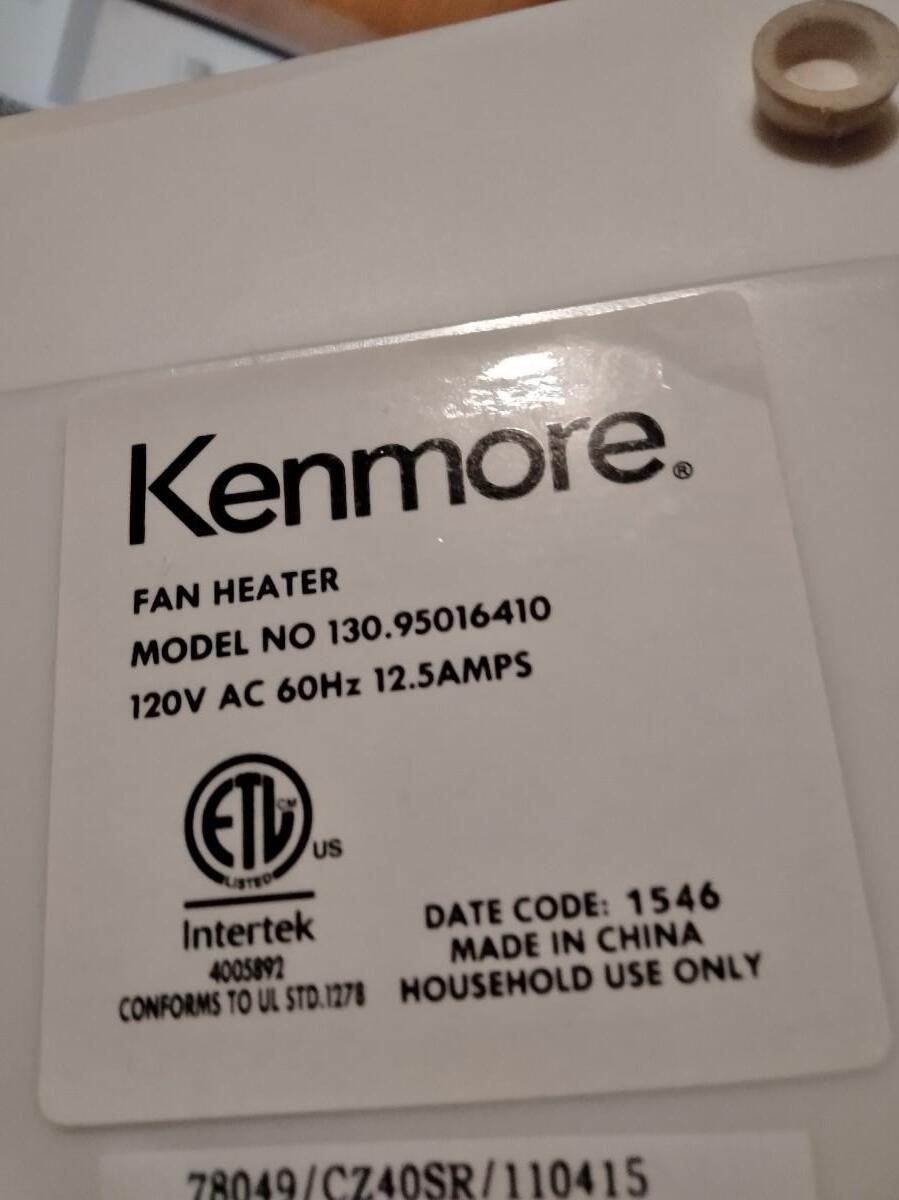 Kenmore®
FAN HEATER
MODEL NO 130.95016410
120V AC 60Hz 12.5AMPS
ETL CM
LISTED
US
Intertek
4005892
CONFORMS TO UL STD.1278
DATE CODE: 1546
MADE IN CHINA
HOUSEHOLD USE ONLY
78049/CZ40SR/110415